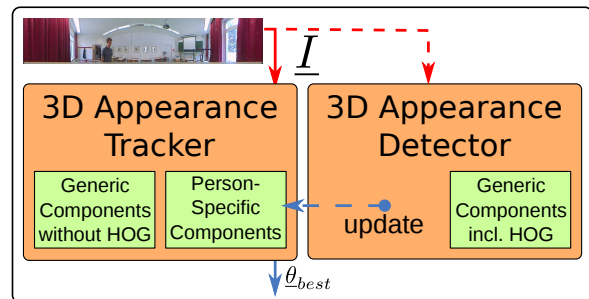 I
3D Appearance
Tracker
Generic
Components
without HOG
Person-
Specific
Components
3D Appearance
Detector
update
Generic
Components
incl. HOG
θbest